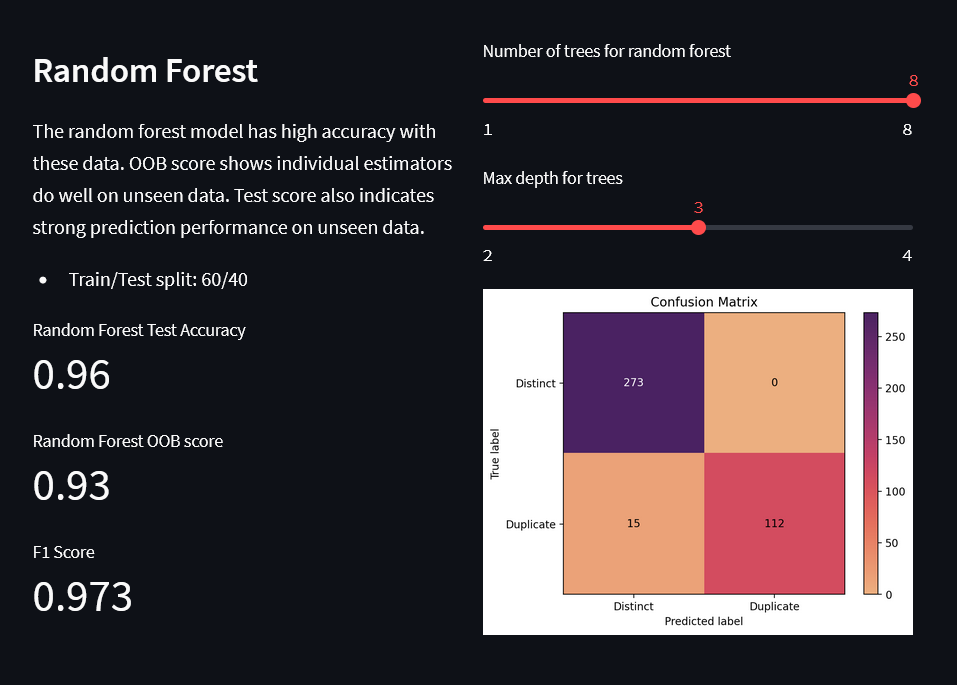 Random Forest
The random forest model has high accuracy with
these data. OOB score shows individual estimators
do well on unseen data. Test score also indicates
strong prediction performance on unseen data.
• Train/Test split: 60/40
Random Forest Test Accuracy
0.96
Random Forest OOB score
0.93
F1 Score
0.973
Number of trees for random forest
8
1 8
Max depth for trees
3
2 4
Confusion Matrix
Distinct 273 0
Duplicate 15 112
Distinct Duplicate
Predicted label
True label
250
200
150
100
50
0